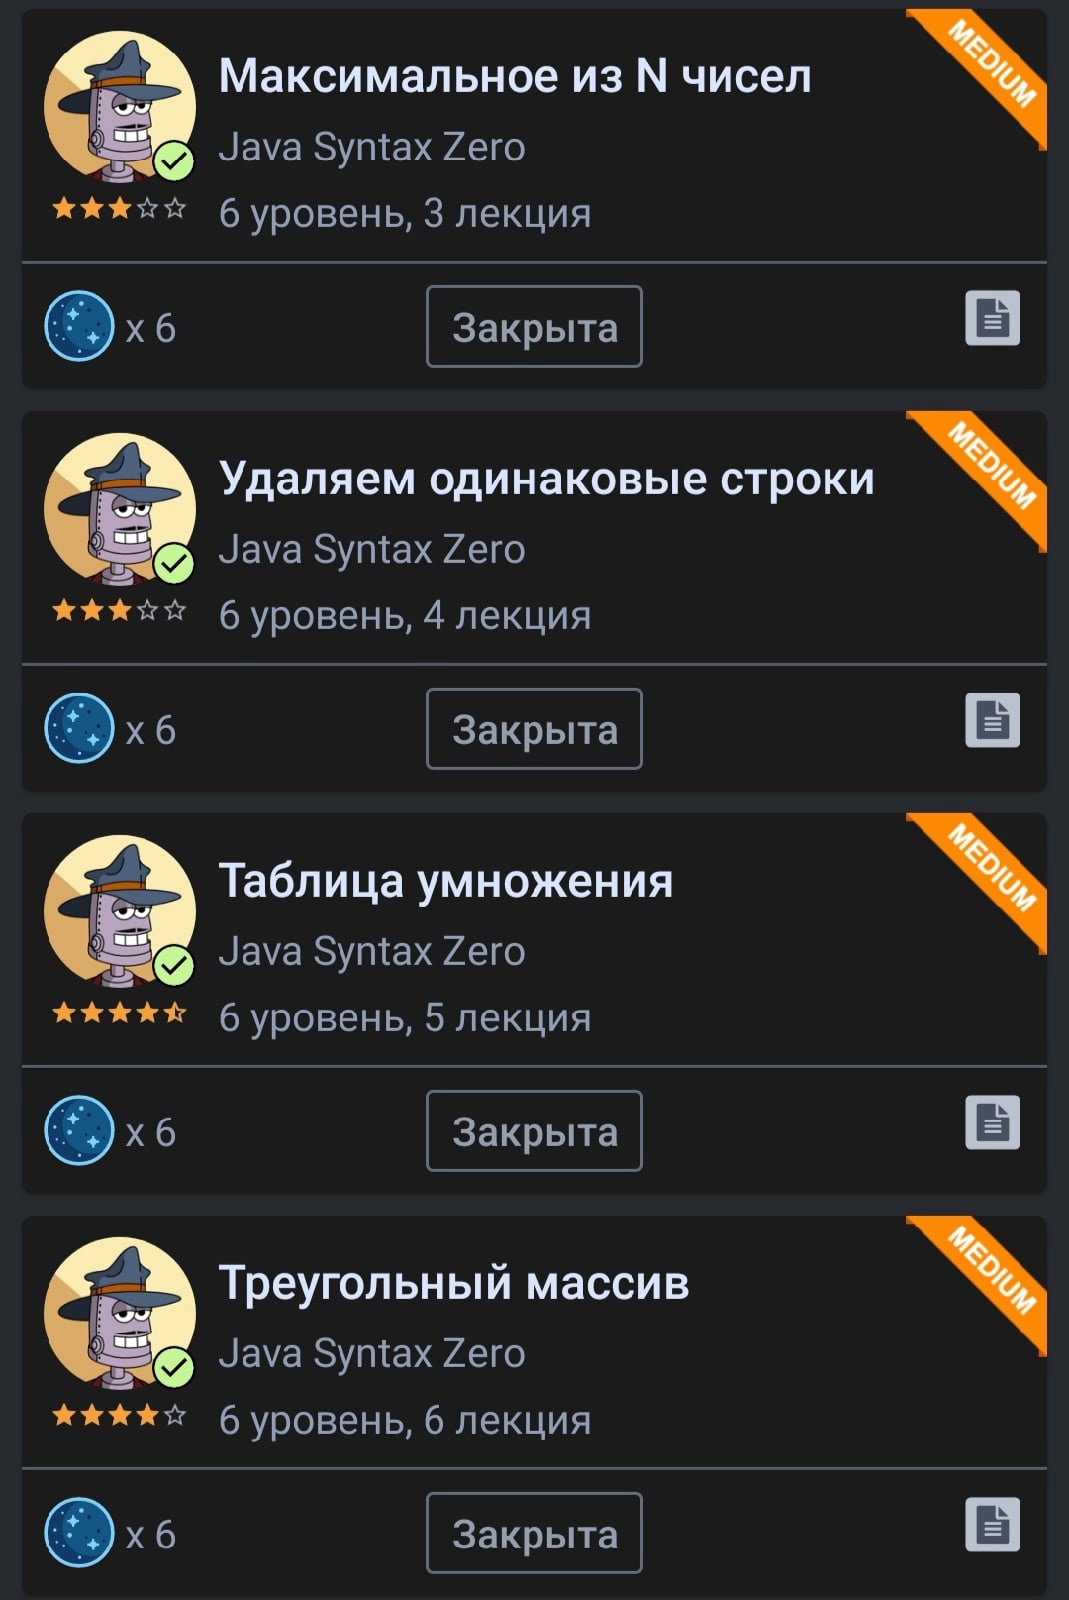 Максимальное из N чисел
MEDIUM
Java Syntax Zero
6 уровень, 3 лекция
x 6
Закрыта
Удаляем одинаковые строки
MEDIUM
Java Syntax Zero
6 уровень, 4 лекция
x 6
Закрыта
Таблица умножения
MEDIUM
Java Syntax Zero
6 уровень, 5 лекция
x 6
Закрыта
Треугольный массив
MEDIUM
Java Syntax Zero
6 уровень, 6 лекция
x 6
Закрыта